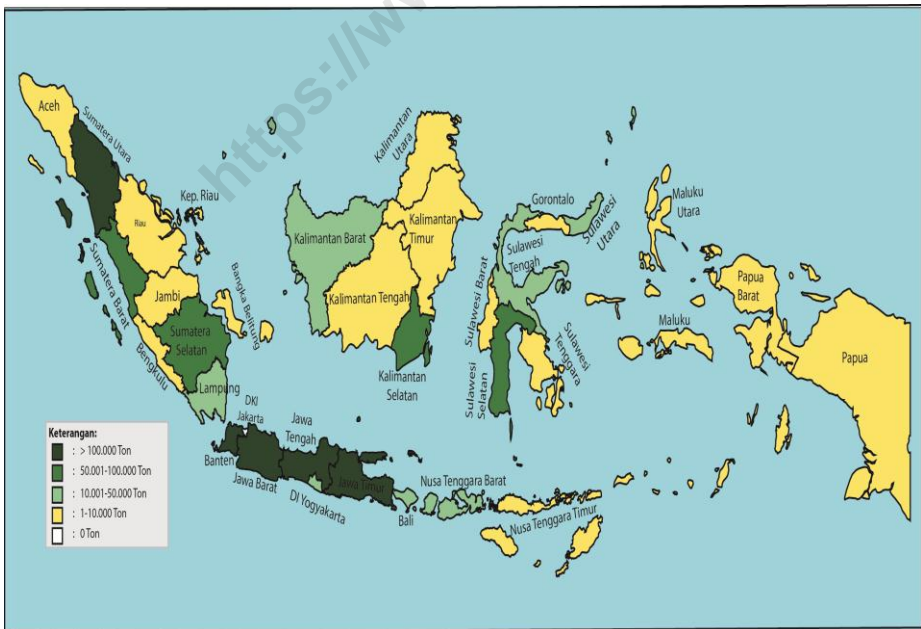 https://w
Aceh
Sumatera Utara
Riau
Kep. Riau
Sumatera Barat
Jambi
Bangka Belitung
Sumatera
Selatan
Bengkulu
Lampung
Kalimantan
Utara
Kalimantan Barat
Kalimantan
Timur
Kalimantan Tengah
Kalimantan
Selatan
Gorontalo
Sulawesi
Utara
Sulawesi
Tengah
Sulawesi Barat
Sulawesi
Selatan
Sulawesi
Tenggara
Maluku
Utara
Maluku
Papua
Barat
Papua
DKI
Jakarta
Banten
Jawa Barat
Jawa
Tengah
DI Yogyakarta
Jawa Timur
Bali
Nusa Tenggara Barat
Nusa Tenggara Timur
Keterangan:
: > 100.000 Ton
: 50.001-100.000 Ton
: 10.001-50.000 Ton
: 1-10.000 Ton
: 0 Ton